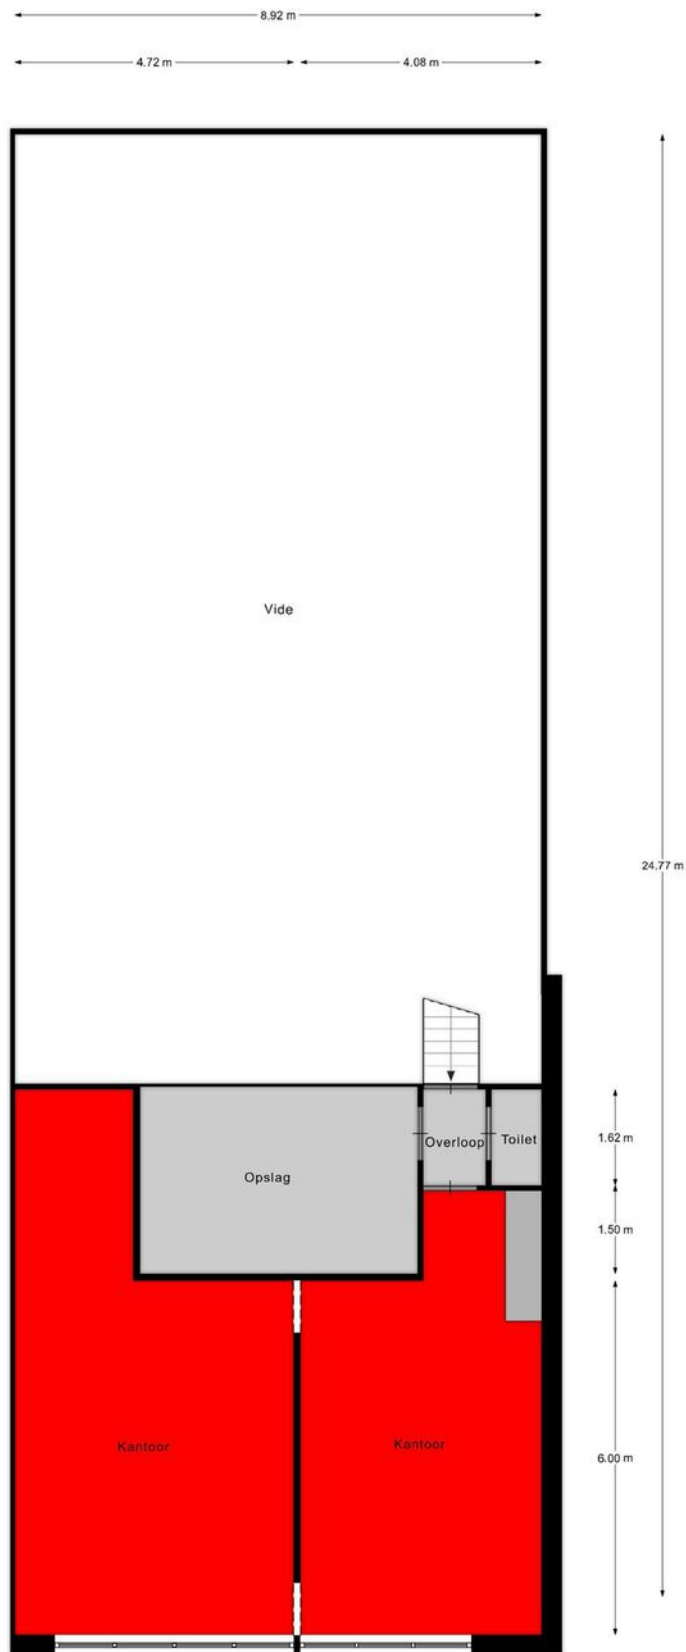 8.92 m
4.72 m
4.08 m
Vide
24.77 m
1.62 m
Overloop
Toilet
Opslag
1.50 m
Kantoor
Kantoor
6.00 m